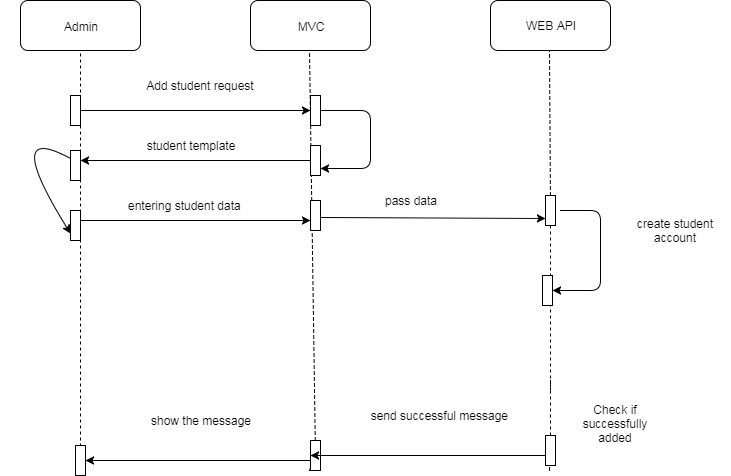 Admin
MVC
WEB API
Add student request
student template
entering student data
pass data
create student
account
show the message
send successful message
Check if
successfully
added